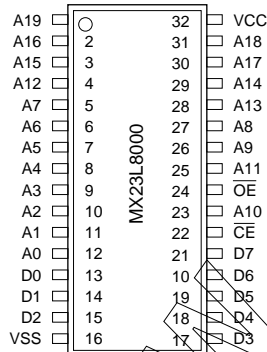 A19 32 VCC
A16 2 31 A18
A15 3 30 A17
A12 4 29 A14
A7 5 28 A13
A6 6 27 A8
A5 7 26 A9
A4 8 25 A11
A3 9 24 OE
A2 10 23 A10
A1 11 22 CE
A0 12 21 D7
D0 13 10 D6
D1 14 19 D5
D2 15 18 D4
VSS 16 17 D3
MX23L8000